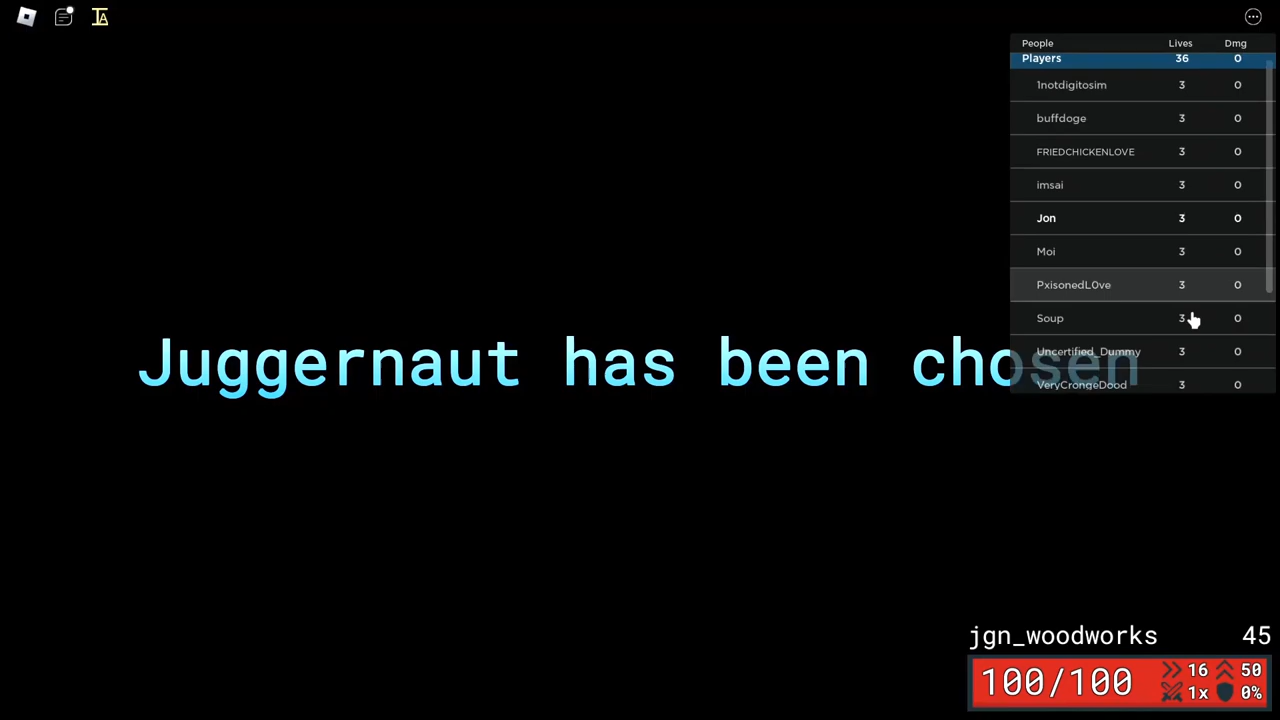 People Lives Dmg
Players 36 0
1notdigitosim 3 0
buffdoge 3 0
FRIEDCHICKENLOVE 3 0
imsai 3 0
Jon 3 0
Moi 3 0
PxisonedL0ve 3 0
Soup 3 0
Uncertified_Dummy 3 0
VeryCrongeDood 3 0
Juggernaut has been chosen
jgn_woodworks 45
100/100 16 50
1x 0%